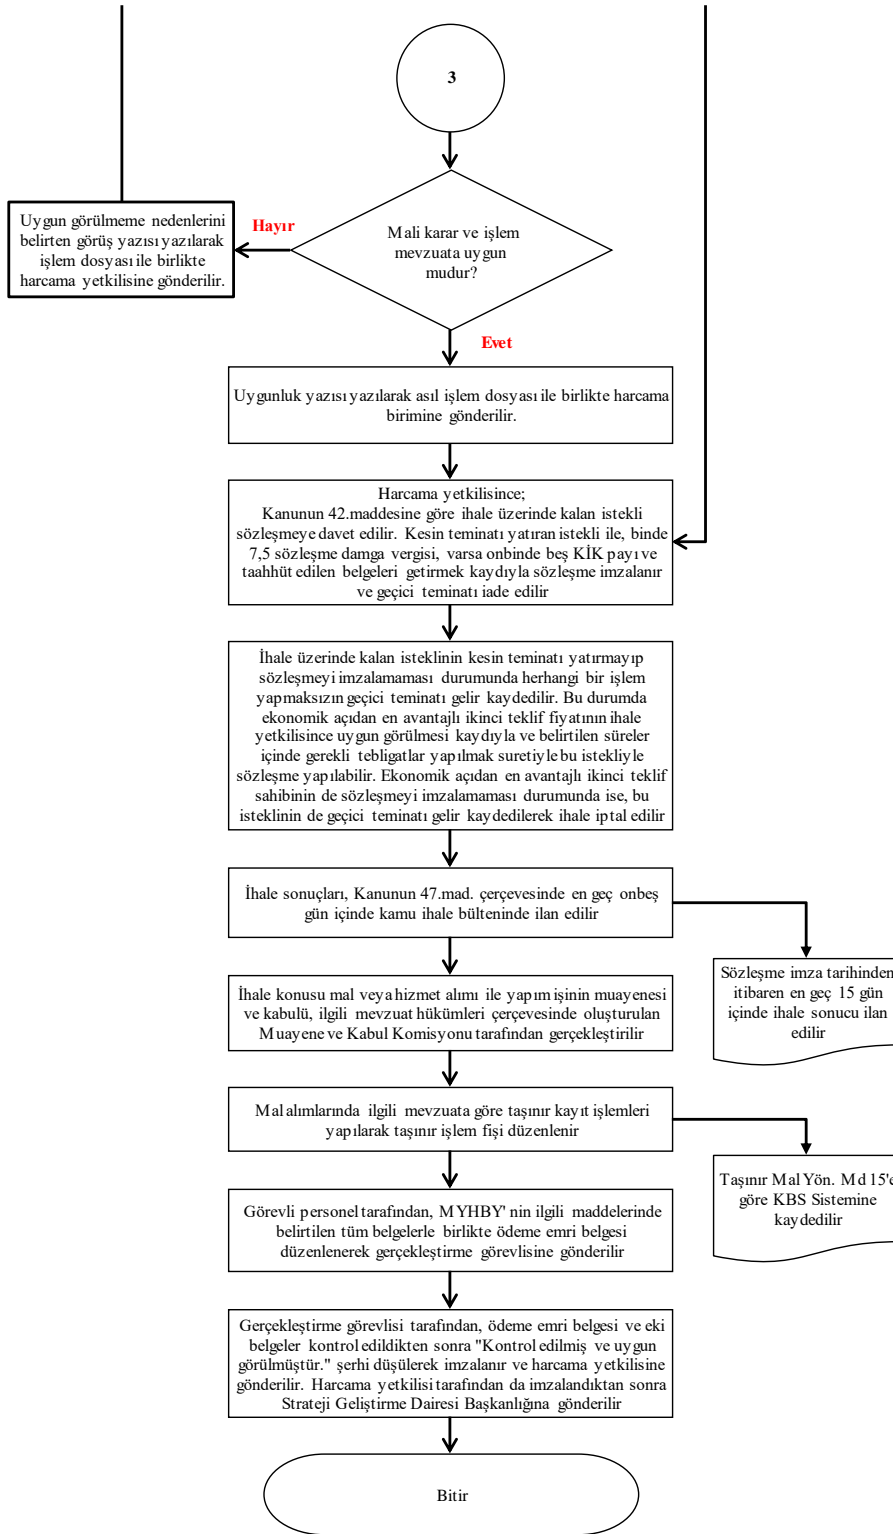 3
Mali karar ve işlem
mevzuata uygun
mudur?
Hayır
Uygun görülmeme nedenlerini
belirten görüş yazısı yazılarak
işlem dosyası ile birlikte
harcama yetkilisine gönderilir.
Evet
Uygunluk yazısı yazılarak asıl işlem dosyası ile birlikte harcama
birimine gönderilir.
Harcama yetkilisince;
Kanunun 42.maddesine göre ihale üzerinde kalan istekli
sözleşmeye davet edilir. Kesin teminatı yatıran istekli ile, binde
7,5 sözleşme damga vergisi, varsa onbinde beş KİK payı ve
taahhüt edilen belgeleri getirmek kaydıyla sözleşme imzalanır
ve geçici teminatı iade edilir
İhale üzerinde kalan isteklinin kesin teminatı yatırmayıp
sözleşmeyi imzalamaması durumunda herhangi bir işlem
yapmaksızın geçici teminatı gelir kaydedilir. Bu durumda
ekonomik açıdan en avantajlı ikinci teklif fiyatının ihale
yetkilisince uygun görülmesi kaydıyla ve belirtilen süreler
içinde gerekli tebligatlar yapılmak suretiyle bu istekliyle
sözleşme yapılabilir. Ekonomik açıdan en avantajlı ikinci teklif
sahibinin de sözleşmeyi imzalamaması durumunda ise, bu
isteklinin de geçici teminatı gelir kaydedilerek ihale iptal edilir
İhale sonuçları, Kanunun 47.mad. çerçevesinde en geç onbeş
gün içinde kamu ihale bülteninde ilan edilir
Sözleşme imza tarihinden
itibaren en geç 15 gün
içinde ihale sonucu ilan
edilir
İhale konusu mal veya hizmet alımı ile yapım işinin muayenesi
ve kabulü, ilgili mevzuat hükümleri çerçevesinde oluşturulan
Muayene ve Kabul Komisyonu tarafından gerçekleştirilir
Mal alımlarında ilgili mevzuata göre taşınır kayıt işlemleri
yapılarak taşınır işlem fişi düzenlenir
Taşınır Mal Yön. Md 15'e
göre KBS Sistemine
kaydedilir
Görevli personel tarafından, MYHBY' nin ilgili maddelerinde
belirtilen tüm belgelerle birlikte ödeme emri belgesi
düzenlenerek gerçekleştirme görevlisine gönderilir
Gerçekleştirme görevlisi tarafından, ödeme emri belgesi ve eki
belgeler kontrol edildikten sonra "Kontrol edilmiş ve uygun
görülmüştür." şerhi düşülerek imzalanır ve harcama yetkilisine
gönderilir. Harcama yetkilisi tarafından da imzalandıktan sonra
Strateji Geliştirme Dairesi Başkanlığına gönderilir
Bitir